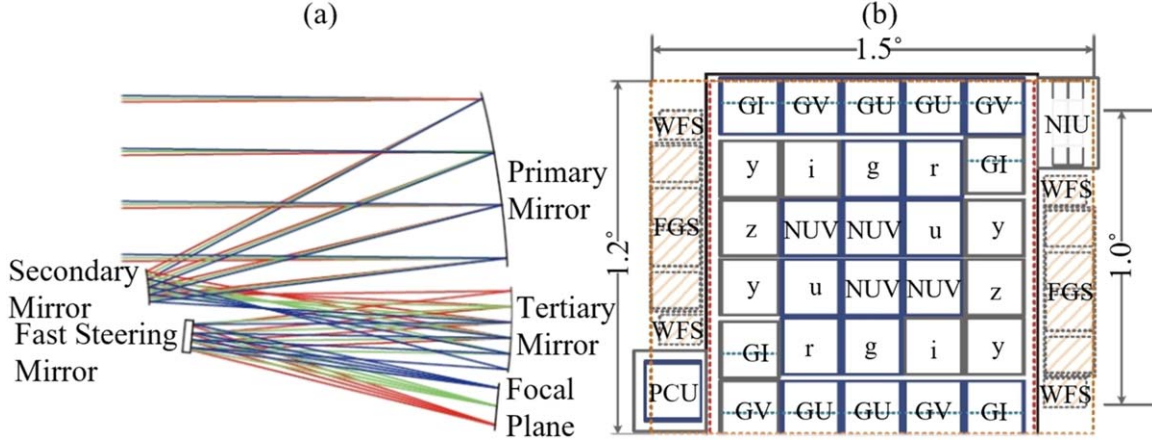 (a)
(b)
1.5°
Primary
Mirror
Secondary
Mirror
Fast Steering
Mirror
Tertiary
Mirror
Focal
Plane
1.2°
1.0°
GI GV GU GU GV
WFS
NIU
y i g r GI
WFS
FGS
z NUV NUV u y
y u NUV NUV z
FGS
WFS
GI r g i y
PCU
WFS
GV GU GU GV GI